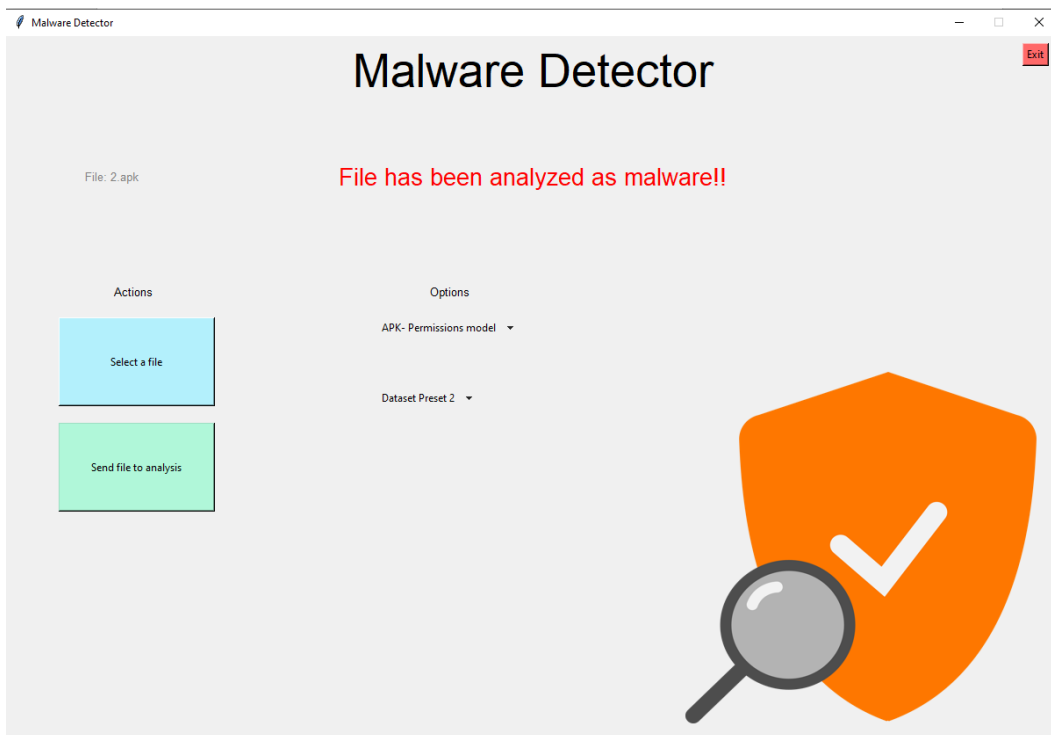 Malware Detector
Exit
Malware Detector
File: 2.apk
File has been analyzed as malware!!
Actions
Options
APK- Permissions model
Select a file
Dataset Preset 2
Send file to analysis